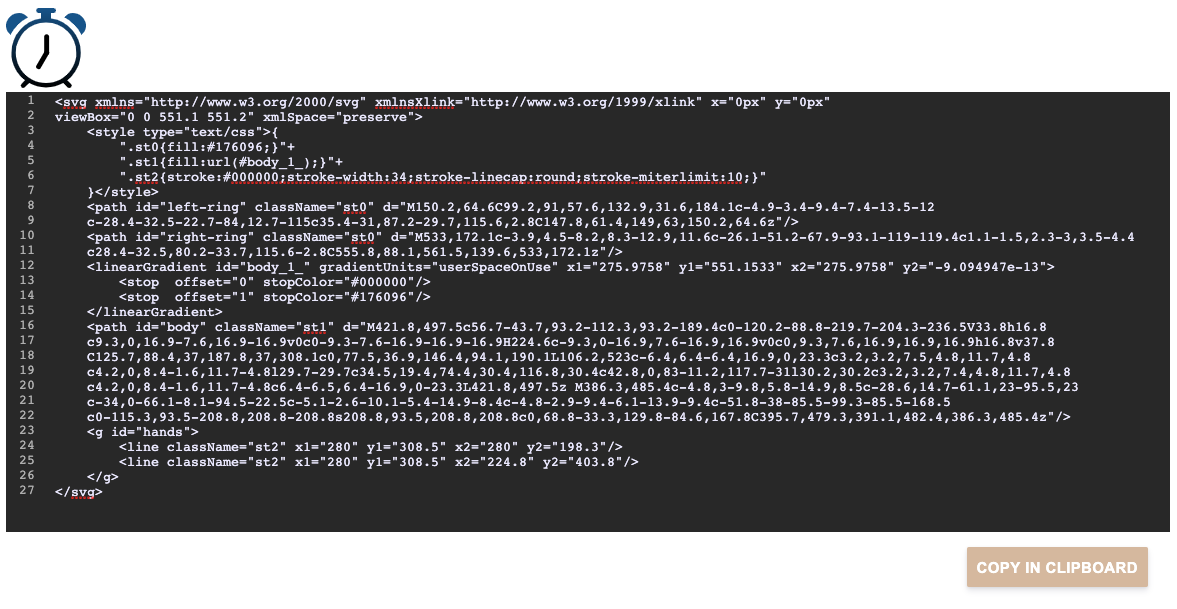 1 <svg xmlns="http://www.w3.org/2000/svg" xmlnsXlink="http://www.w3.org/1999/xlink" x="0px" y="0px"
2 viewBox="0 0 551.1 551.2" xmlSpace="preserve">
3 <style type="text/css">{
4 ".st0{fill:#176096;}"+
5 ".st1{fill:url(#body_1_);}"+
6 ".st2{stroke:#000000;stroke-width:34;stroke-linecap:round;stroke-miterlimit:10;}"
7 }</style>
8 <path id="left-ring" className="st0" d="M150.2,64.6C99.2,91,57.6,132.9,31.6,184.1c-4.9-3.4-9.4-7.4-13.5-12
9 c-28.4-32.5-22.7-84,12.7-115c35.4-31,87.2-29.7,115.6,2.8C147.8,61.4,149,63,150.2,64.6z"/>
10 <path id="right-ring" className="st0" d="M533,172.1c-3.9,4.5-8.2,8.3-12.9,11.6c-26.1-51.2-67.9-93.1-119-119.4c1.1-1.5,2.3-3,3.5-4.4
11 c28.4-32.5,80.2-33.7,115.6-2.8C555.8,88.1,561.5,139.6,533,172.1z"/>
12 <linearGradient id="body_1_" gradientUnits="userSpaceOnUse" x1="275.9758" y1="551.1533" x2="275.9758" y2="-9.094947e-13">
13 <stop  offset="0" stopColor="#000000"/>
14 <stop  offset="1" stopColor="#176096"/>
15 </linearGradient>
16 <path id="body" className="st1" d="M421.8,497.5c56.7-43.7,93.2-112.3,93.2-189.4c0-120.2-88.8-219.7-204.3-236.5V33.8h16.8
17 c9.3,0,16.9-7.6,16.9-16.9v0c0-9.3-7.6-16.9-16.9-16.9H224.6c-9.3,0-16.9,7.6-16.9,16.9v0c0,9.3,7.6,16.9,16.9,16.9h16.8v37.8
18 C125.7,88.4,37,187.8,37,308.1c0,77.5,36.9,146.4,94.1,190.1L106.2,523c-6.4,6.4-6.4,16.9,0,23.3c3.2,3.2,7.5,4.8,11.7,4.8
19 c4.2,0,8.4-1.6,11.7-4.8l29.7-29.7c34.5,19.4,74.4,30.4,116.8,30.4c42.8,0,83-11.2,117.7-31l30.2,30.2c3.2,3.2,7.4,4.8,11.7,4.8
20 c4.2,0,8.4-1.6,11.7-4.8c6.4-6.5,6.4-16.9,0-23.3L421.8,497.5z M386.3,485.4c-4.8,3-9.8,5.8-14.9,8.5c-28.6,14.7-61.1,23-95.5,23
21 c-34,0-66.1-8.1-94.5-22.5c-5.1-2.6-10.1-5.4-14.9-8.4c-4.8-2.9-9.4-6.1-13.9-9.4c-51.8-38-85.5-99.3-85.5-168.5
22 c0-115.3,93.5-208.8,208.8-208.8s208.8,93.5,208.8,208.8c0,68.8-33.3,129.8-84.6,167.8C395.7,479.3,391.1,482.4,386.3,485.4z"/>
23 <g id="hands">
24 <line className="st2" x1="280" y1="308.5" x2="280" y2="198.3"/>
25 <line className="st2" x1="280" y1="308.5" x2="224.8" y2="403.8"/>
26 </g>
27 </svg>
COPY IN CLIPBOARD